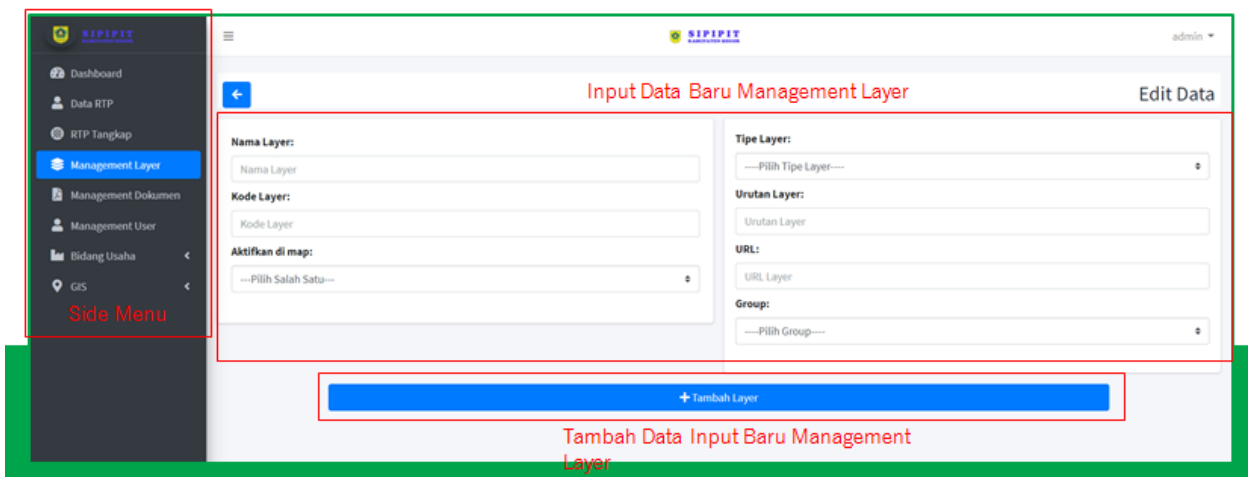 SIPIPIT
Dashboard
Data RTP
RTP Tangkap
Management Layer
Management Dokumen
Management User
Bidang Usaha
GIS
Side Menu
SIPIPIT
KABUPATEN BOGOR
admin
Input Data Baru Management Layer
Edit Data
Nama Layer:
Nama Layer
Kode Layer:
Kode Layer
Aktifkan di map:
---Pilih Salah Satu---
Tipe Layer:
----Pilih Tipe Layer----
Urutan Layer:
Urutan Layer
URL:
URL Layer
Group:
----Pilih Group----
Tambah Layer
Tambah Data Input Baru Management
Layer